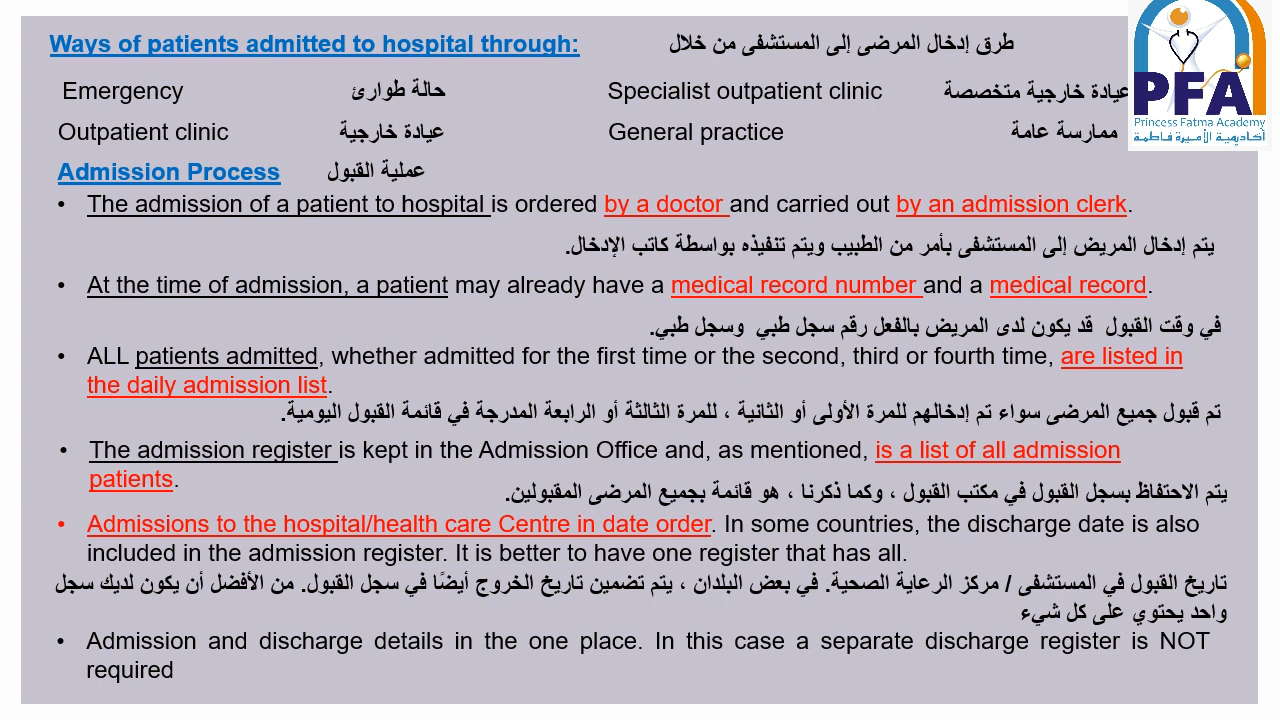 Ways of patients admitted to hospital through: طرق إدخال المرضى إلى المستشفى من خلال
Emergency حالة طوارئ Specialist outpatient clinic عيادة خارجية متخصصة
Outpatient clinic عيادة خارجية General practice ممارسة عامة
PFA
Princess Fatma Academy
أكاديمية الأميرة فاطمة
Admission Process عملية القبول
• The admission of a patient to hospital is ordered by a doctor and carried out by an admission clerk.
يتم إدخال المريض إلى المستشفى بأمر من الطبيب ويتم تنفيذه بواسطة كاتب الإدخال.
• At the time of admission, a patient may already have a medical record number and a medical record.
في وقت القبول قد يكون لدى المريض بالفعل رقم سجل طبي وسجل طبي.
• ALL patients admitted, whether admitted for the first time or the second, third or fourth time, are listed in
the daily admission list.
تم قبول جميع المرضى سواء تم إدخالهم للمرة الأولى أو الثانية ، للمرة الثالثة أو الرابعة المدرجة في قائمة القبول اليومية.
• The admission register is kept in the Admission Office and, as mentioned, is a list of all admission
patients.
يتم الاحتفاظ بسجل القبول في مكتب القبول ، وكما ذكرنا ، هو قائمة بجميع المرضى المقبولين.
• Admissions to the hospital/health care Centre in date order. In some countries, the discharge date is also
included in the admission register. It is better to have one register that has all.
تاريخ القبول في المستشفى / مركز الرعاية الصحية. في بعض البلدان ، يتم تضمين تاريخ الخروج أيضًا في سجل القبول. من الأفضل أن يكون لديك سجل
واحد يحتوي على كل شيء
• Admission and discharge details in the one place. In this case a separate discharge register is NOT
required